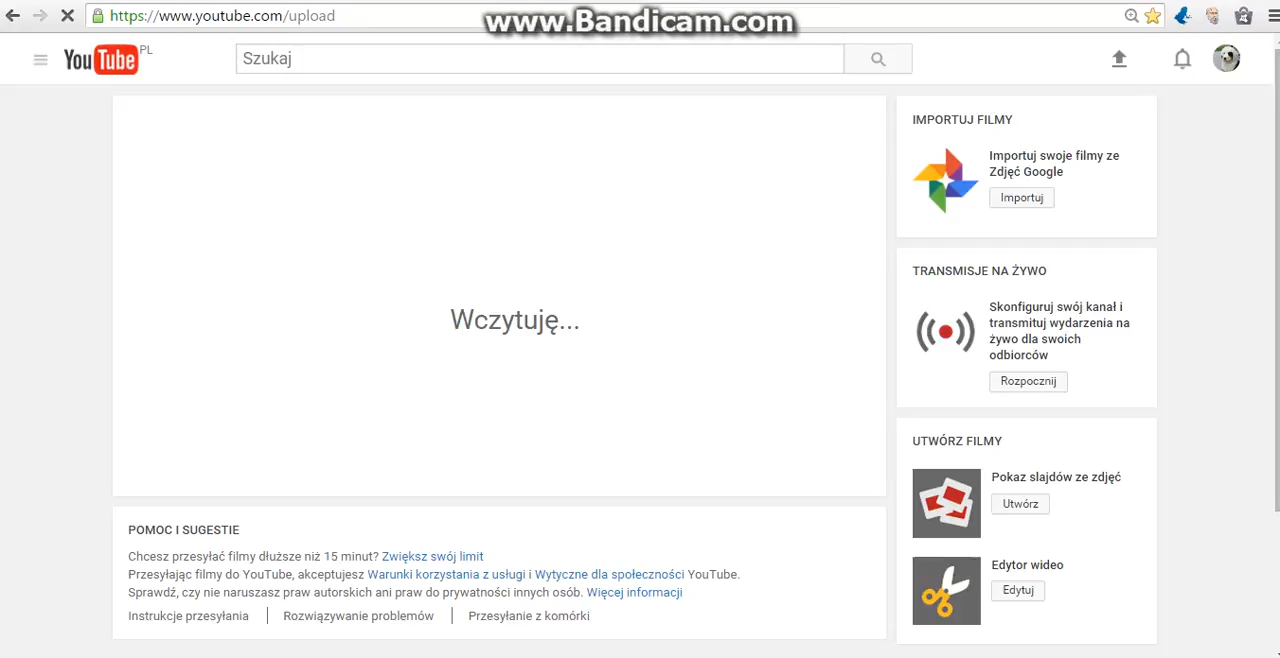 https://www.youtube.com/upload
www.Bandicam.com
YouTube PL
Szukaj
Wczytuję...
POMOC I SUGESTIE
Chcesz przesyłać filmy dłuższe niż 15 minut? Zwiększ swój limit
Przesyłając filmy do YouTube, akceptujesz Warunki korzystania z usługi i Wytyczne dla społeczności YouTube.
Sprawdź, czy nie naruszasz praw autorskich ani praw do prywatności innych osób. Więcej informacji
Instrukcje przesyłania
Rozwiązywanie problemów
Przesyłanie z komórki
IMPORTUJ FILMY
Importuj swoje filmy ze
Zdjęć Google
Importuj
TRANSMISJE NA ŻYWO
Skonfiguruj swój kanał i
transmituj wydarzenia na
żywo dla swoich
odbiorców
Rozpocznij
UTWÓRZ FILMY
Pokaz slajdów ze zdjęć
Utwórz
Edytor wideo
Edytuj